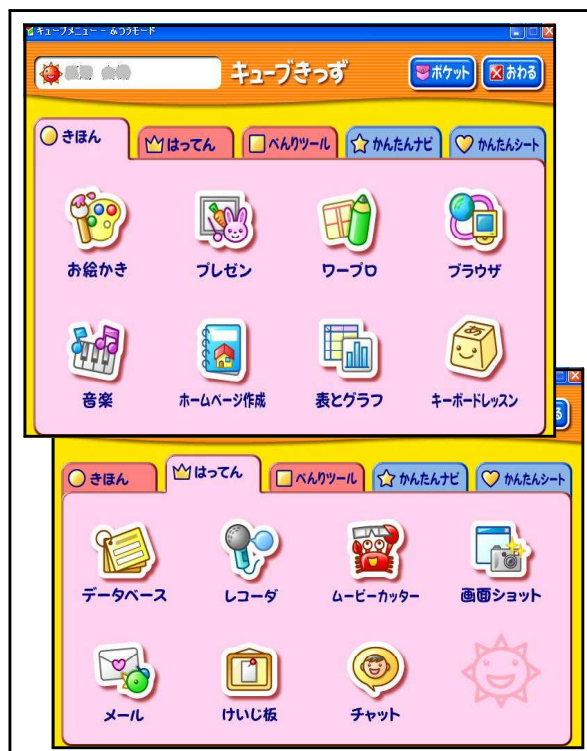 キューブメニュー - ふつうモード
キューブきっず
ポケット
おわる
きほん
はってん
べんりツール
かんたんナビ
かんたんシート
お絵かき
プレゼン
ワープロ
ブラウザ
音楽
ホームページ作成
表とグラフ
あ
キーボードレッスン
る
きほん
はってん
べんりツール
かんたんナビ
かんたんシート
データベース
レコーダ
ムービーカッター
画面ショット
メール
けいじ板
チャット